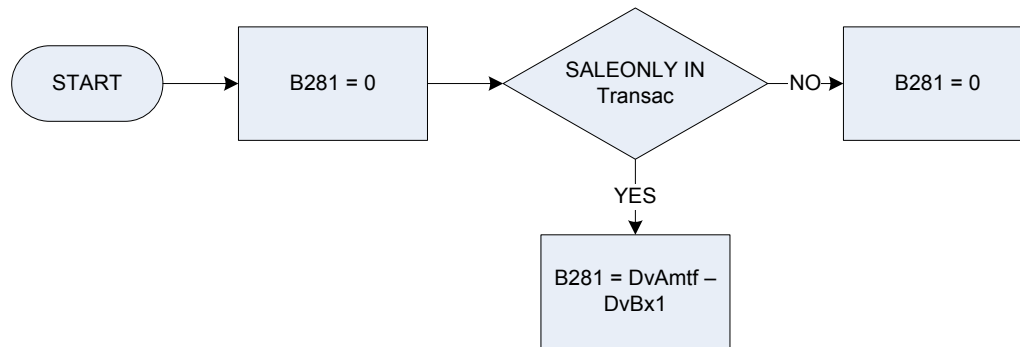 START
B281 = 0
SALEONLY IN
Transac
NO
B281 = 0
YES
B281 = DvAmtf –
DvBx1